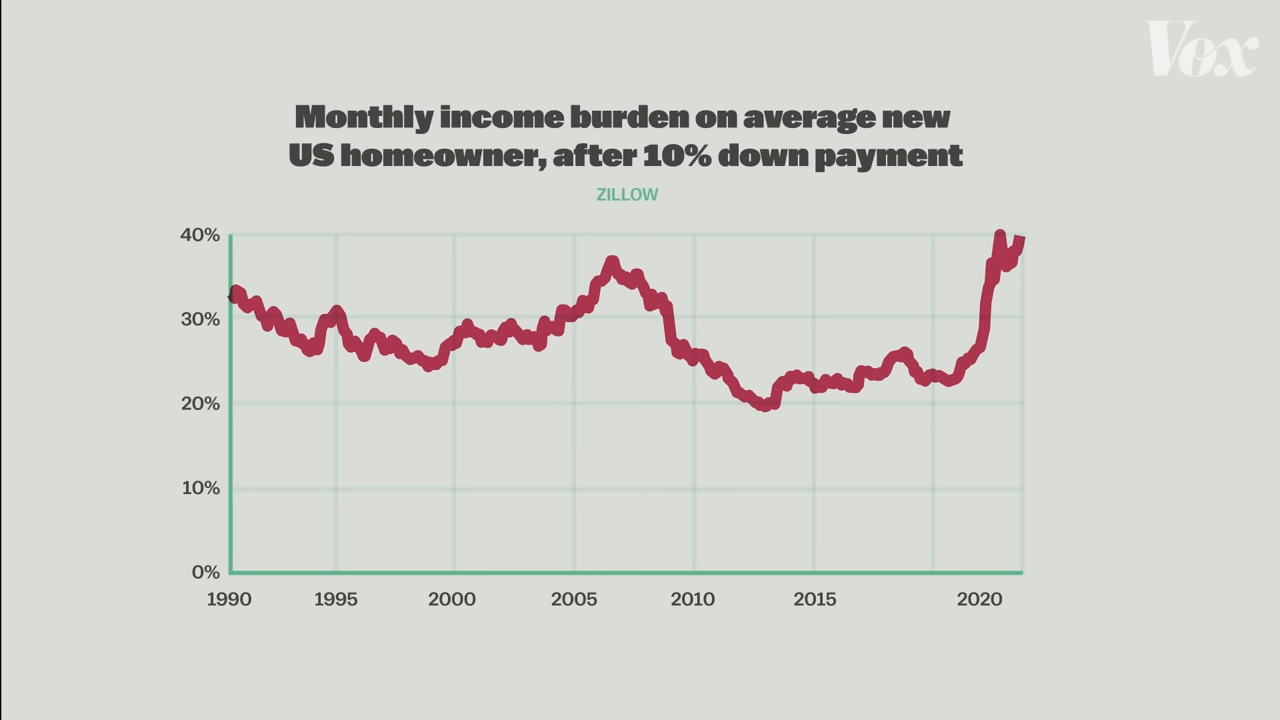 Vox
Monthly income burden on average new
US homeowner, after 10% down payment
ZILLOW
40%
30%
20%
10%
0%
1990 1995 2000 2005 2010 2015 2020